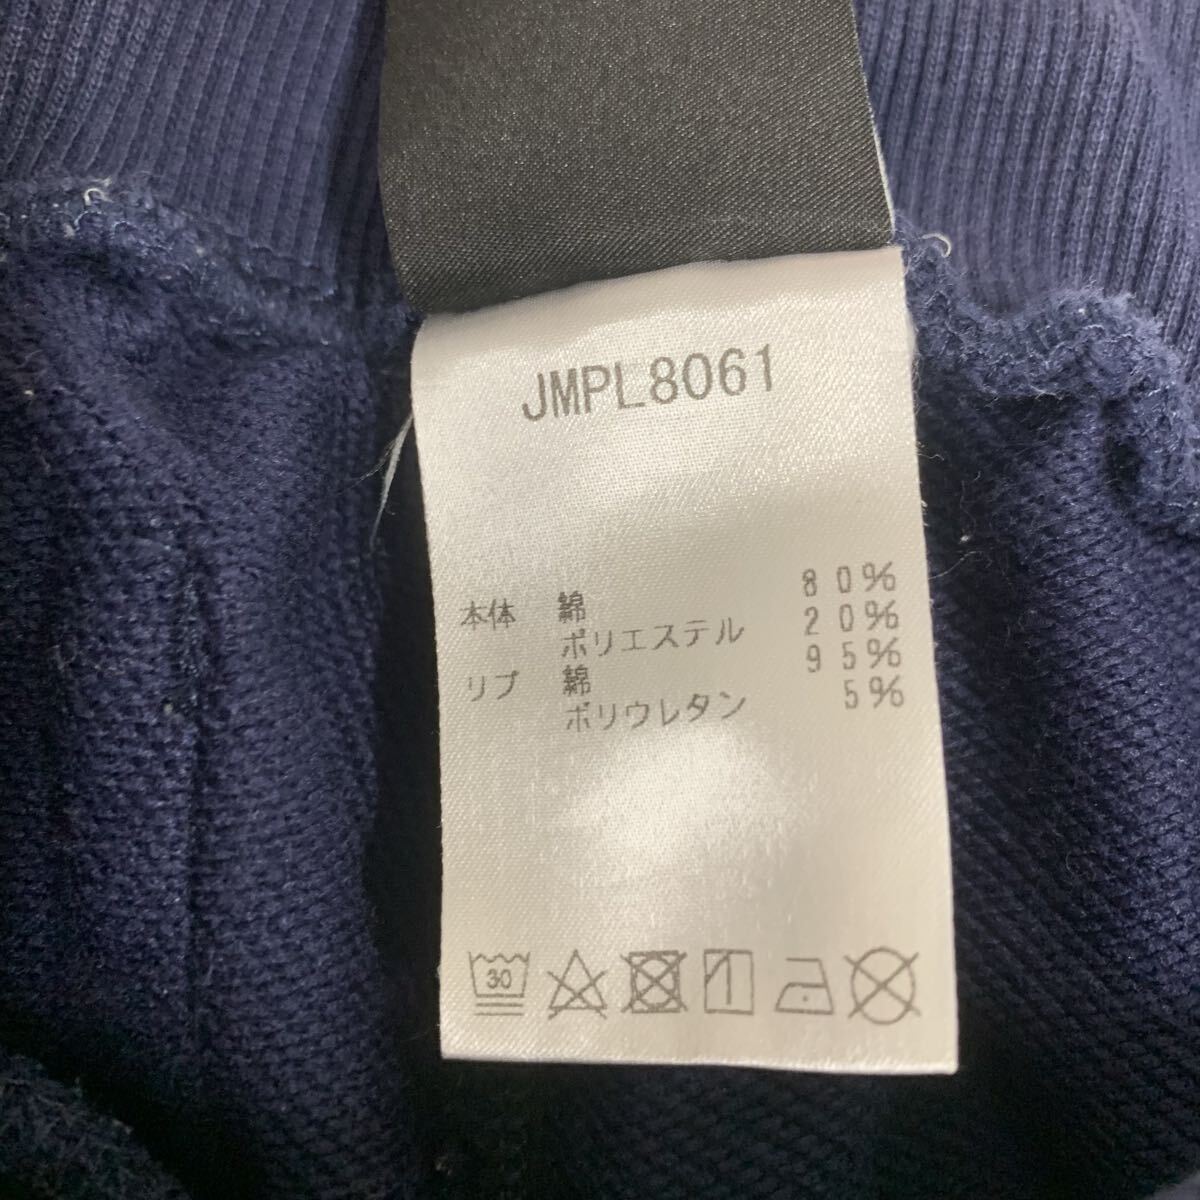 JMPL8061
本体 綿 80%
ポリエステル 20%
リブ 綿 95%
ポリウレタン 5%
30